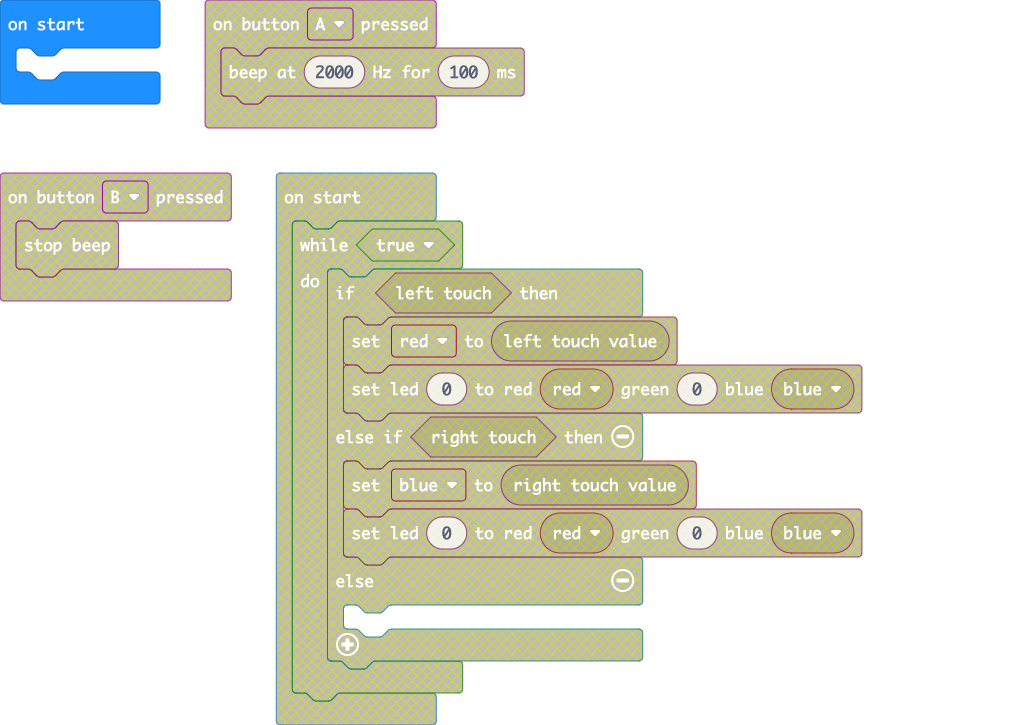 on start
on button A pressed
beep at 2000 Hz for 100 ms
on button B pressed
stop beep
on start
while true
do
if left touch then
set red to left touch value
set led 0 to red red green 0 blue blue
else if right touch then
set blue to right touch value
set led 0 to red red green 0 blue blue
else